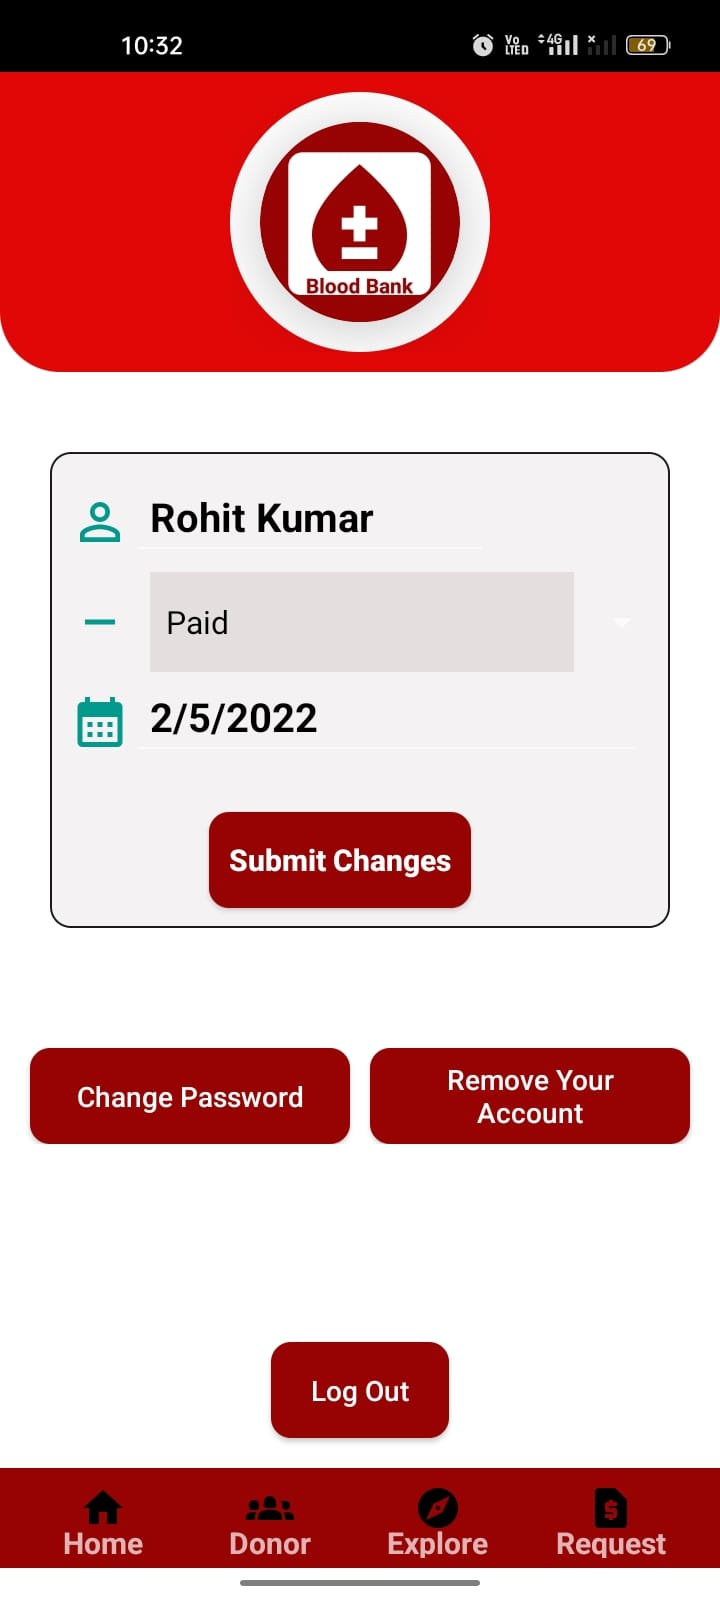 10:32
Vo
LTED
4G
69
Blood Bank
Rohit Kumar
Paid
2/5/2022
Submit Changes
Change Password
Remove Your
Account
Log Out
Home
Donor
Explore
Request